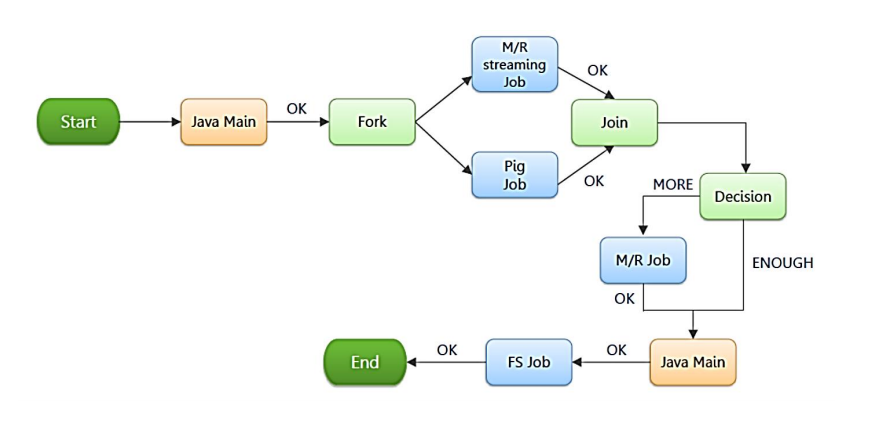 Start
Java Main
OK
Fork
M/R
streaming
Job
OK
Pig
Job
OK
Join
Decision
MORE
M/R Job
OK
ENOUGH
Java Main
OK
FS Job
OK
End